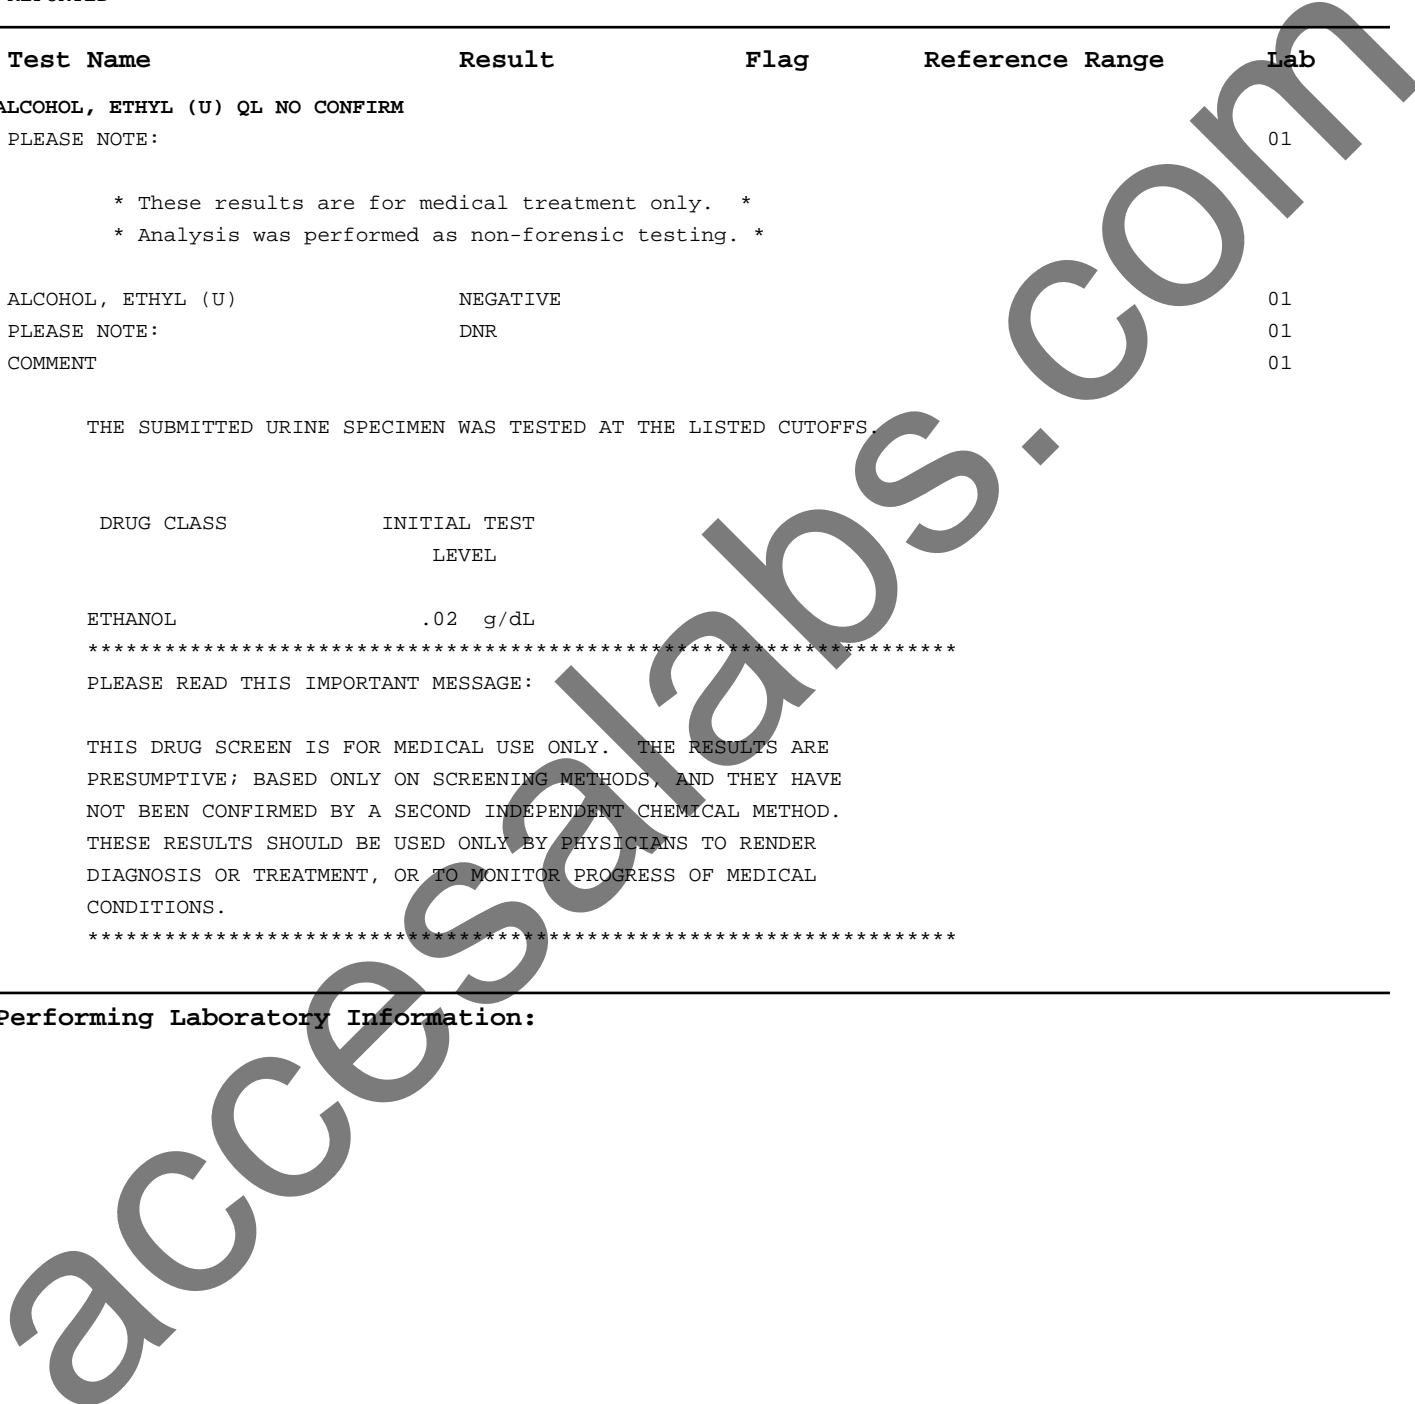 Test Name Result Flag Reference Range Lab
ALCOHOL, ETHYL (U) QL NO CONFIRM
PLEASE NOTE: 01
* These results are for medical treatment only. *
* Analysis was performed as non-forensic testing. *
ALCOHOL, ETHYL (U) NEGATIVE 01
PLEASE NOTE: DNR 01
COMMENT 01
THE SUBMITTED URINE SPECIMEN WAS TESTED AT THE LISTED CUTOFFS.
DRUG CLASS INITIAL TEST
LEVEL
ETHANOL .02 g/dL
********************************************************************
PLEASE READ THIS IMPORTANT MESSAGE:
THIS DRUG SCREEN IS FOR MEDICAL USE ONLY. THE RESULTS ARE
PRESUMPTIVE; BASED ONLY ON SCREENING METHODS, AND THEY HAVE
NOT BEEN CONFIRMED BY A SECOND INDEPENDENT CHEMICAL METHOD.
THESE RESULTS SHOULD BE USED ONLY BY PHYSICIANS TO RENDER
DIAGNOSIS OR TREATMENT, OR TO MONITOR PROGRESS OF MEDICAL
CONDITIONS.
********************************************************************
Performing Laboratory Information:
accesalabs.com